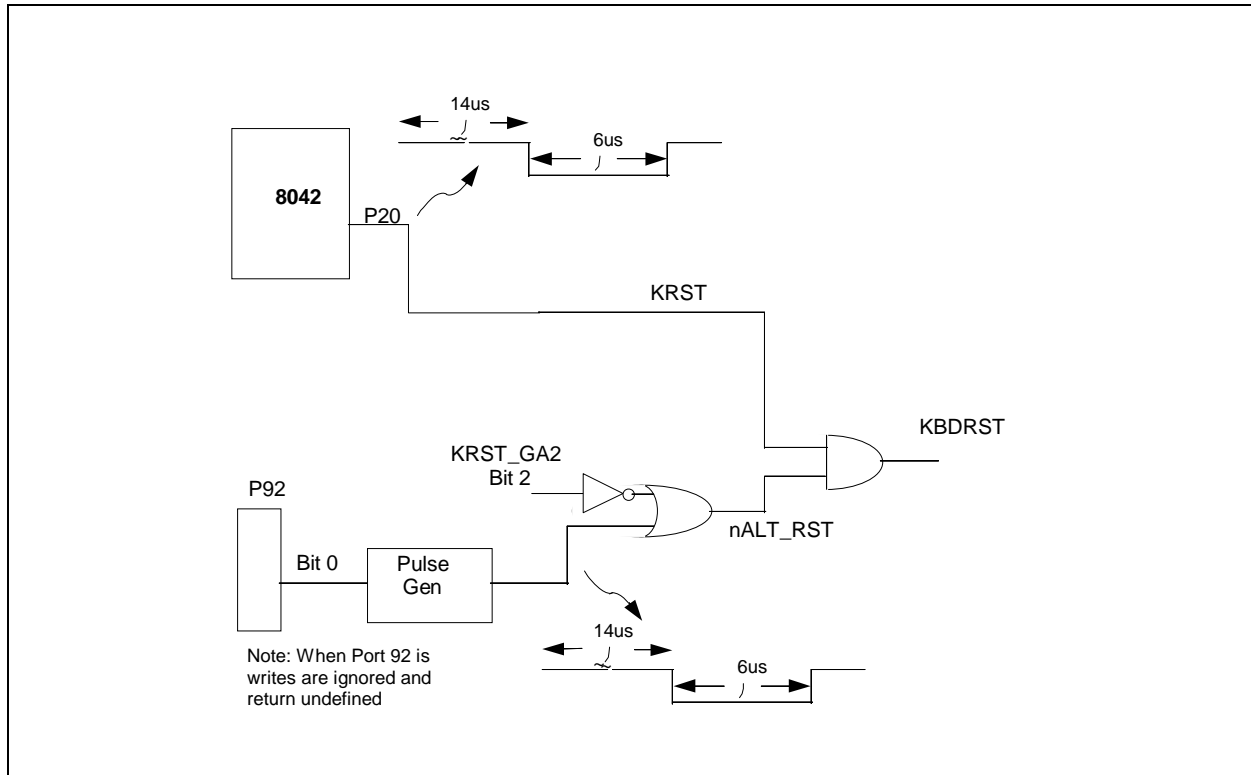 14us
6us
8042
P20
KRST
KBDRST
KRST_GA2
Bit 2
P92
nALT_RST
Bit 0
Pulse
Gen
14us
6us
Note: When Port 92 is
writes are ignored and
return undefined